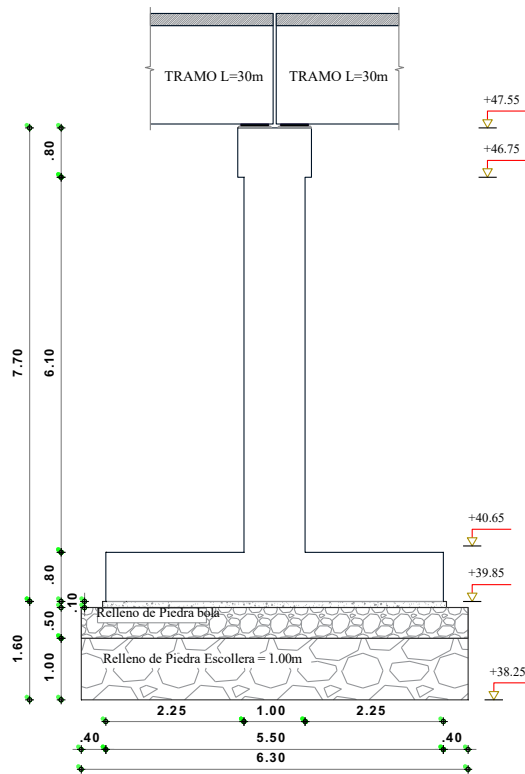 TRAMO L=30m TRAMO L=30m
+47.55
.80
+46.75
7.70
6.10
+40.65
.80
+39.85
.10
Relleno de Piedra bola
.50
1.60
1.00
Relleno de Piedra Escollera = 1.00m
+38.25
2.25 1.00 2.25
.40 5.50 .40
6.30